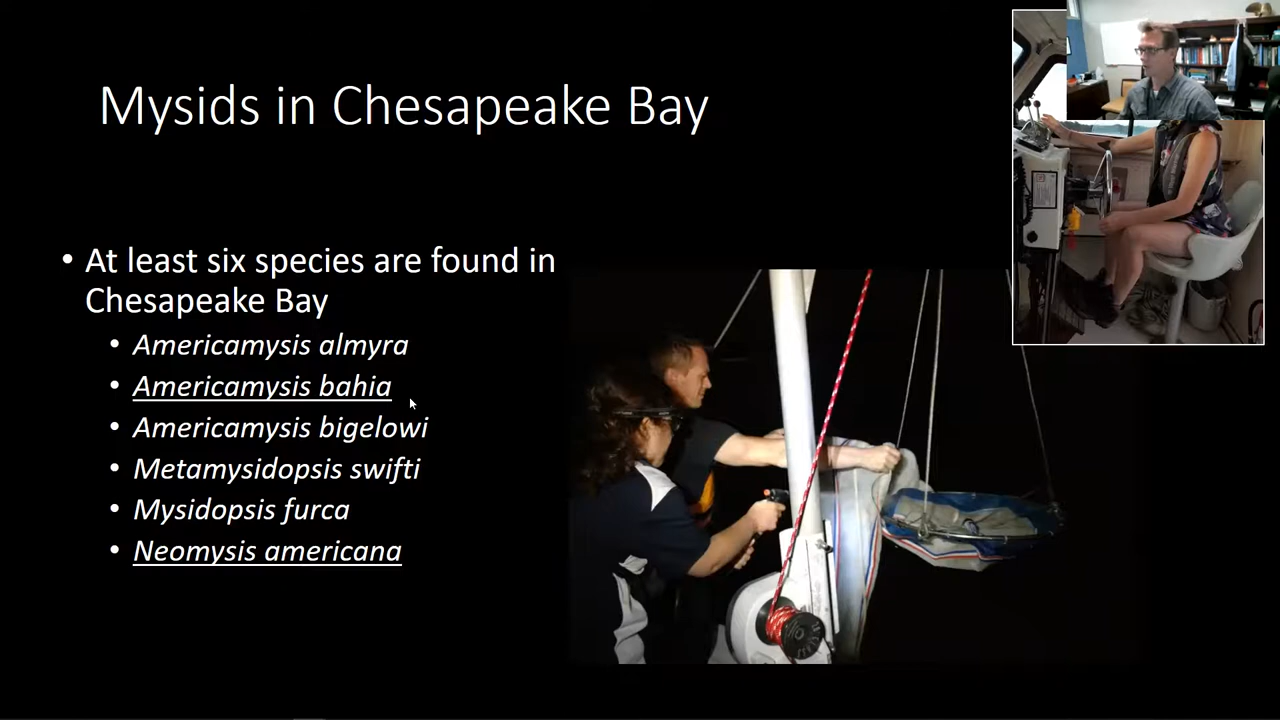 Mysids in Chesapeake Bay
• At least six species are found in
Chesapeake Bay
• Americamysis almyra
• Americamysis bahia
• Americamysis bigelowi
• Metamysidopsis swifti
• Mysidopsis furca
• Neomysis americana